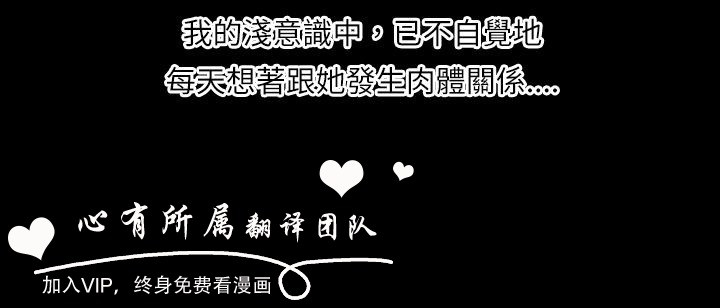 我的淺意識中，已不自覺地
每天想著跟她發生肉體關係....
心有所属翻译团队
加入VIP，终身免费看漫画